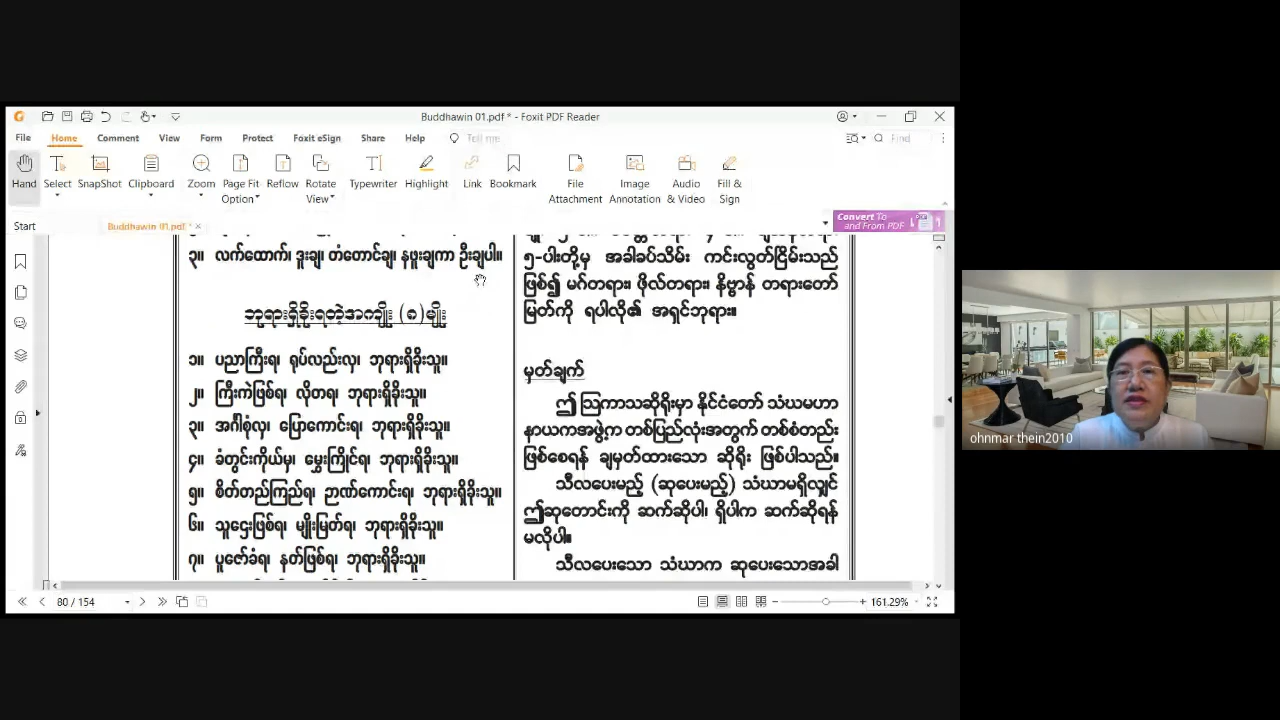 Buddhawin 01.pdf * - Foxit PDF Reader
File Home Comment View Form Protect Foxit eSign Share Help Tell me Find
Hand Select SnapShot Clipboard Zoom Page Fit Option Reflow Rotate View Typewriter Highlight Link Bookmark File Attachment Image Annotation Audio & Video Fill & Sign
Start Buddhawin 01.pdf * Convert To and From PDF
၃။ လက်ထောက်၊ ဒူးချ၊ တံတောင်ချ၊ နဖူးချကာ ဦးချပါ။
ဘုရားရှိခိုးရတဲ့အကျိုး (၈)မျိုး
၁။ ပညာကြီးရ၊ ရုပ်လည်းလှ၊ ဘုရားရှိခိုးသူ။
၂။ ကြီးကဲဖြစ်ရ၊ လိုတရ၊ ဘုရားရှိခိုးသူ။
၃။ အင်္ဂါစုံလှ၊ ပြောကောင်းရ၊ ဘုရားရှိခိုးသူ။
၄။ ခံတွင်းကိုယ်မှ၊ မွှေးကြိုင်ရ၊ ဘုရားရှိခိုးသူ။
၅။ စိတ်တည်ကြည်ရ၊ ဉာဏ်ကောင်းရ၊ ဘုရားရှိခိုးသူ။
၆။ သူဌေးဖြစ်ရ၊ မျိုးမြတ်ရ၊ ဘုရားရှိခိုးသူ။
၇။ ပူဇော်ခံရ၊ နတ်ဖြစ်ရ၊ ဘုရားရှိခိုးသူ။
၅-ပါးတို့မှ အခါခပ်သိမ်း ကင်းလွတ်ငြိမ်းသည်
ဖြစ်၍ မဂ်တရား၊ ဖိုလ်တရား၊ နိဗ္ဗာန် တရားတော်
မြတ်ကို ရပါလို၏ အရှင်ဘုရား။
မှတ်ချက်
ဤ ဩကာသဆိုရိုးမှာ နိုင်ငံတော် သံဃမဟာ
နာယကအဖွဲ့က တစ်ပြည်လုံးအတွက် တစ်စံတည်း
ဖြစ်စေရန် ချမှတ်ထားသော ဆိုရိုး ဖြစ်ပါသည်။
သီလပေးမည့် (ဆုပေးမည့်) သံဃာမရှိလျှင်
ဤဆုတောင်းကို ဆက်ဆိုပါ၊ ရှိပါက ဆက်ဆိုရန်
မလိုပါ။
သီလပေးသော သံဃာက ဆုပေးသောအခါ
80 / 154
161.29%
ohnmar thein2010